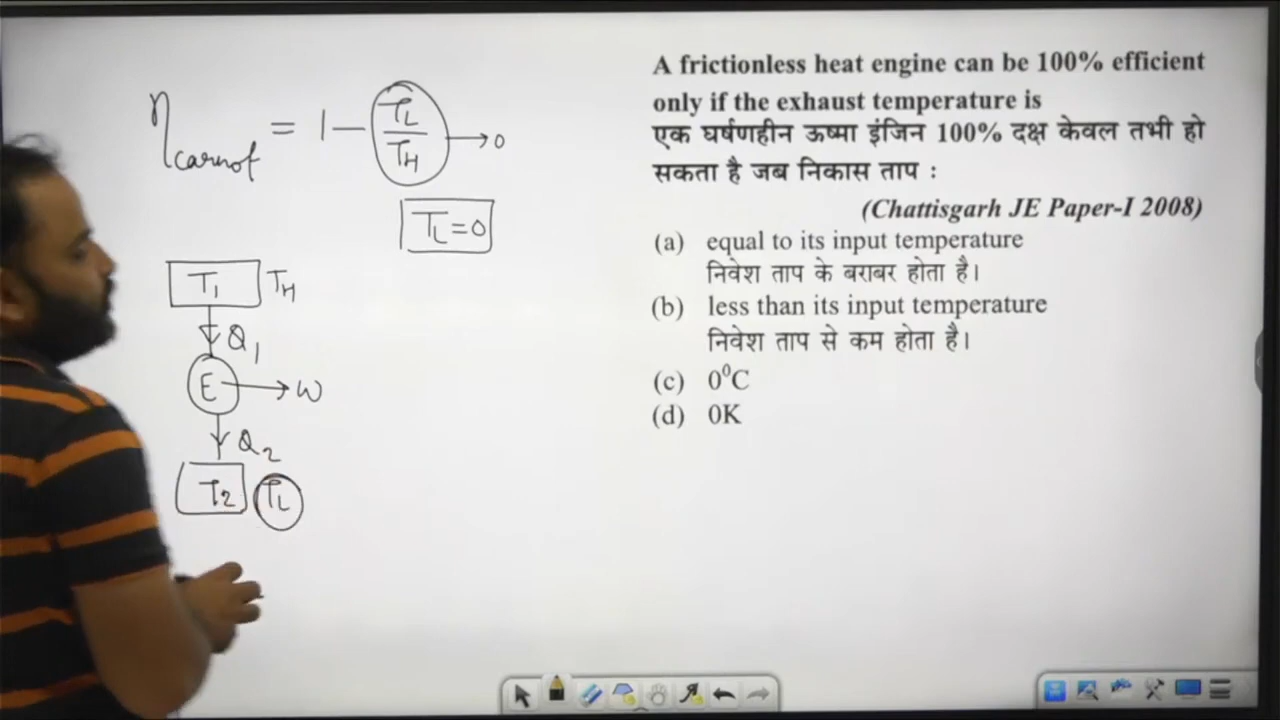 η carnot = 1 - TL/TH → 0
TL = 0
T1 TH
Q1
E → W
Q2
T2 TL
A frictionless heat engine can be 100% efficient
only if the exhaust temperature is
एक घर्षणहीन ऊष्मा इंजिन 100% दक्ष केवल तभी हो
सकता है जब निकास ताप :
(Chattisgarh JE Paper-I 2008)
(a) equal to its input temperature
निवेश ताप के बराबर होता है।
(b) less than its input temperature
निवेश ताप से कम होता है।
(c) 0⁰C
(d) 0K